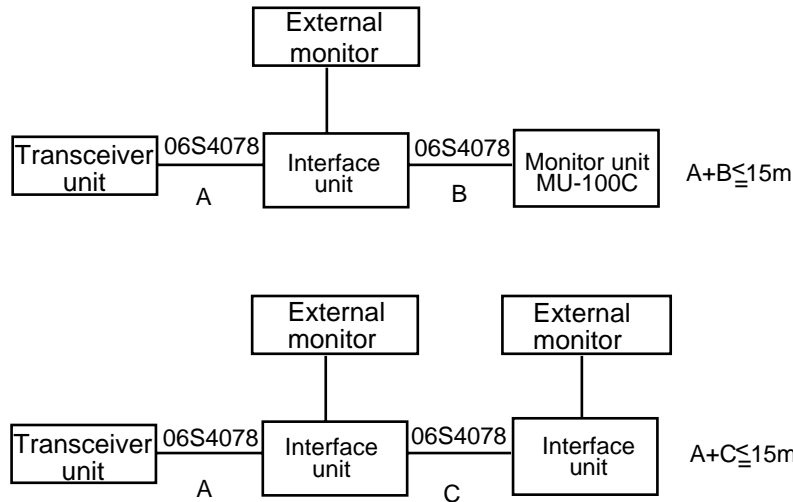 External
monitor
Transceiver
unit
06S4078
Interface
unit
06S4078
Monitor unit
MU-100C
A+B≦15m
A
B
External
monitor
External
monitor
Transceiver
unit
06S4078
Interface
unit
06S4078
Interface
unit
A+C≦15m
A
C